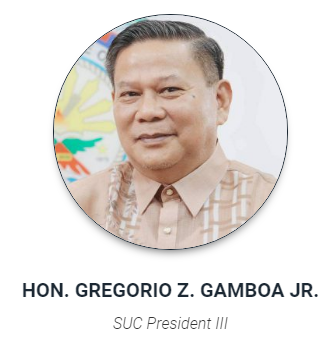 HON. GREGORIO Z. GAMBOA JR.
SUC President III